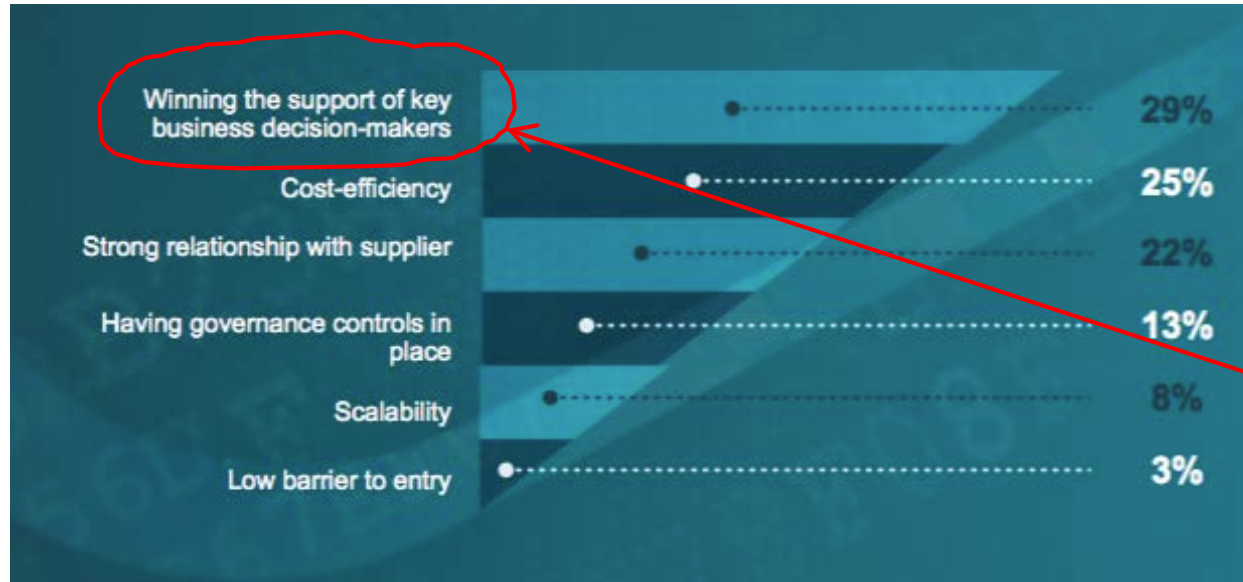 Winning the support of key
business decision-makers
29%
Cost-efficiency
25%
Strong relationship with supplier
22%
Having governance controls in
place
13%
Scalability
8%
Low barrier to entry
3%